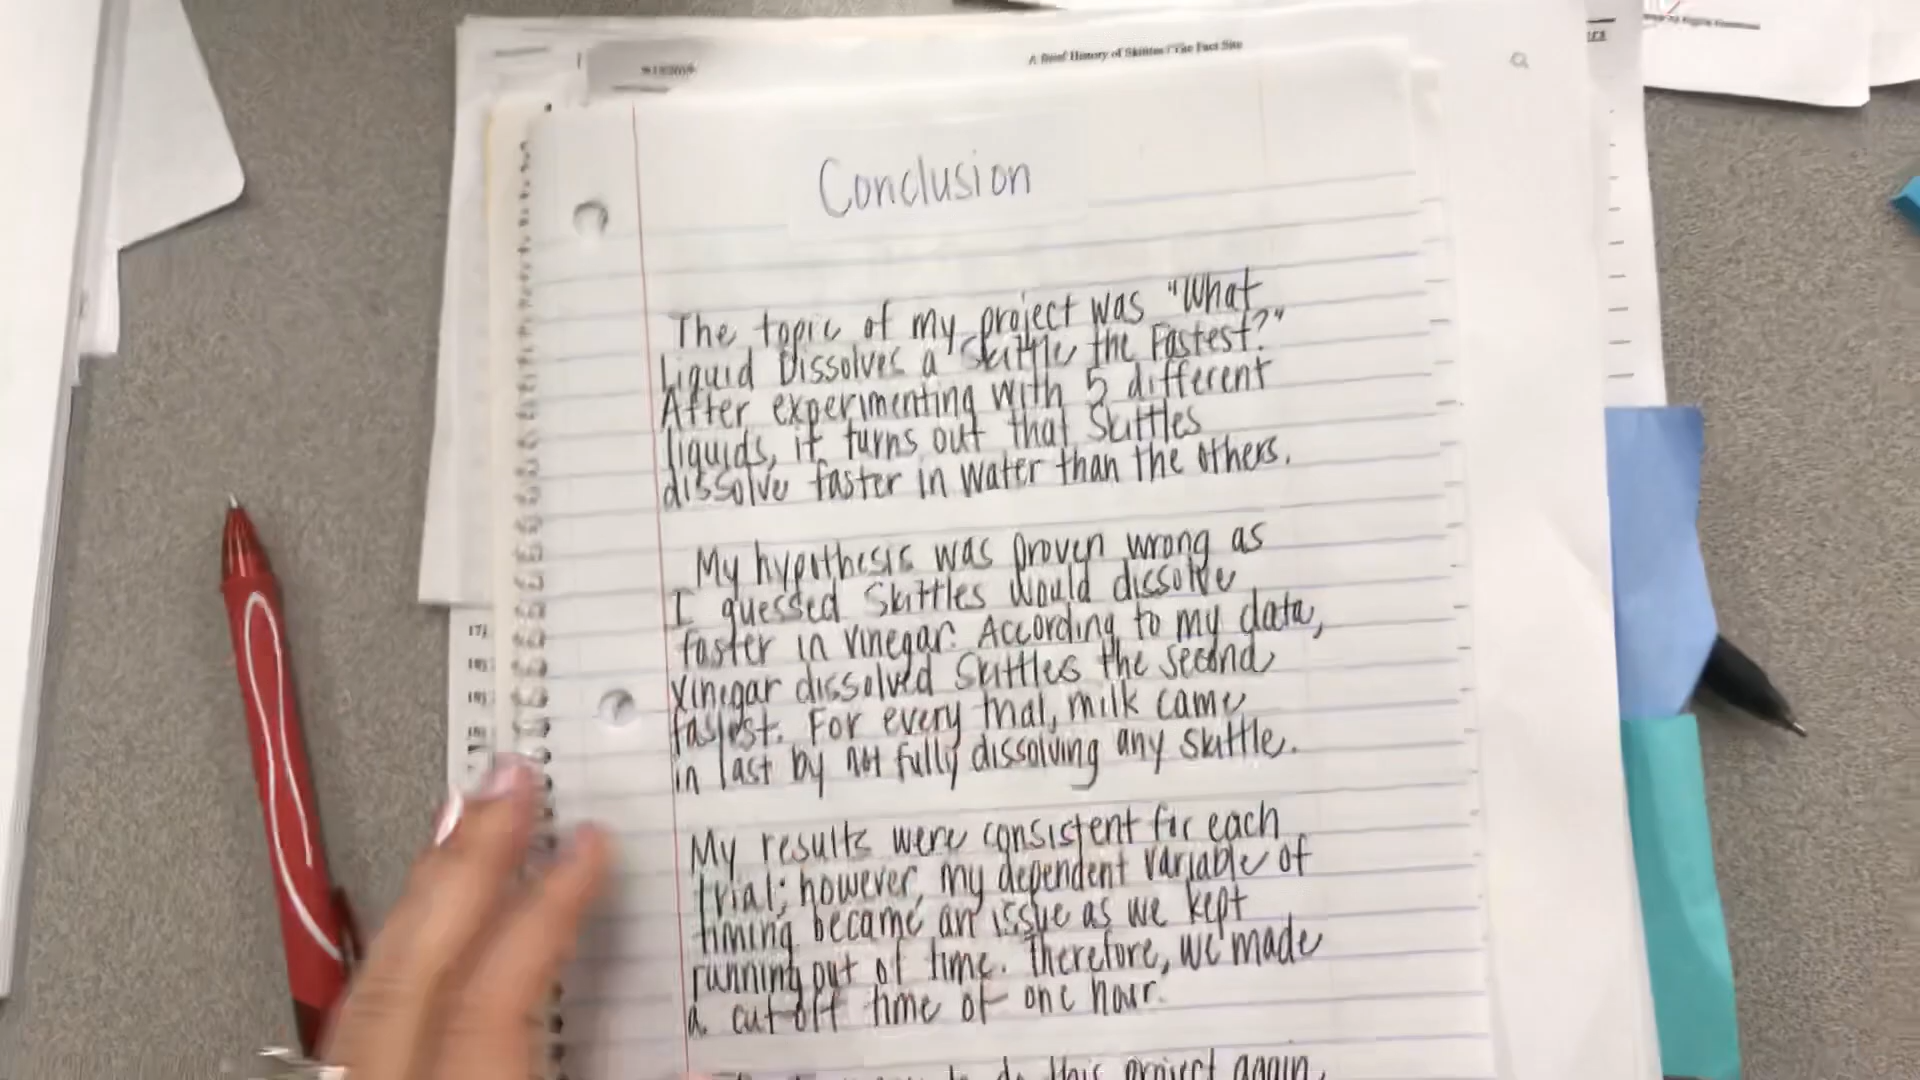 A Brief History of Skittles | The Fact Site
Conclusion
The topic of my project was "What
Liquid Dissolves a Skittle the Fastest?"
After experimenting with 5 different
liquids, it turns out that Skittles
dissolve faster in water than the others.
My hypothesis was proven wrong as
I guessed Skittles would dissolve
faster in vinegar. According to my data,
vinegar dissolved Skittles the second
fastest. For every trial, milk came
in last by not fully dissolving any skittle.
My results were consistent for each
trial; however, my dependent variable of
timing became an issue as we kept
running out of time. Therefore, we made
a cut off time of one hour.
to do this project again,